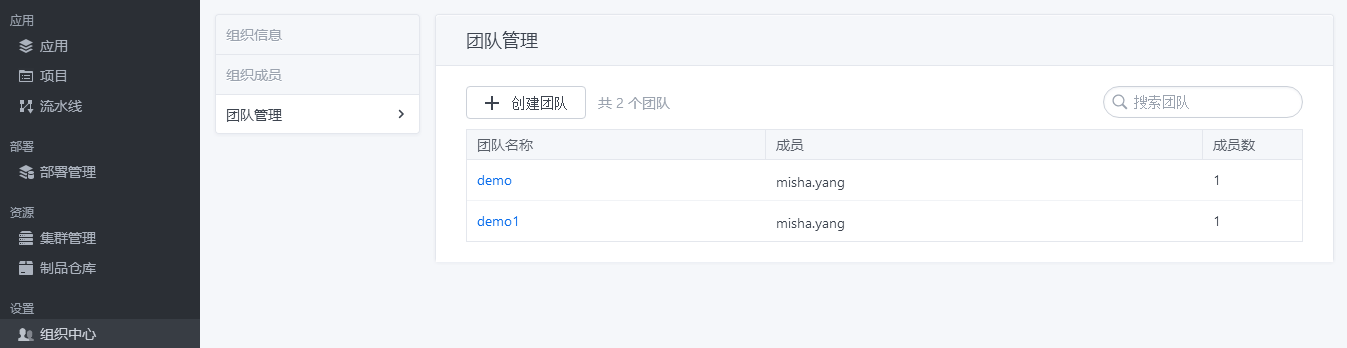 应用
应用
项目
流水线
部署
部署管理
资源
集群管理
制品仓库
设置
组织中心
组织信息
组织成员
团队管理
团队管理
创建团队 共 2 个团队 搜索团队
团队名称 成员 成员数
demo misha.yang 1
demo1 misha.yang 1